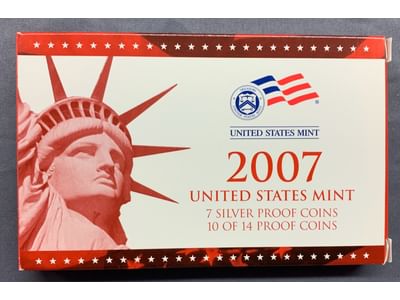 UNITED STATES MINT
2007
UNITED STATES MINT
7 SILVER PROOF COINS
10 OF 14 PROOF COINS